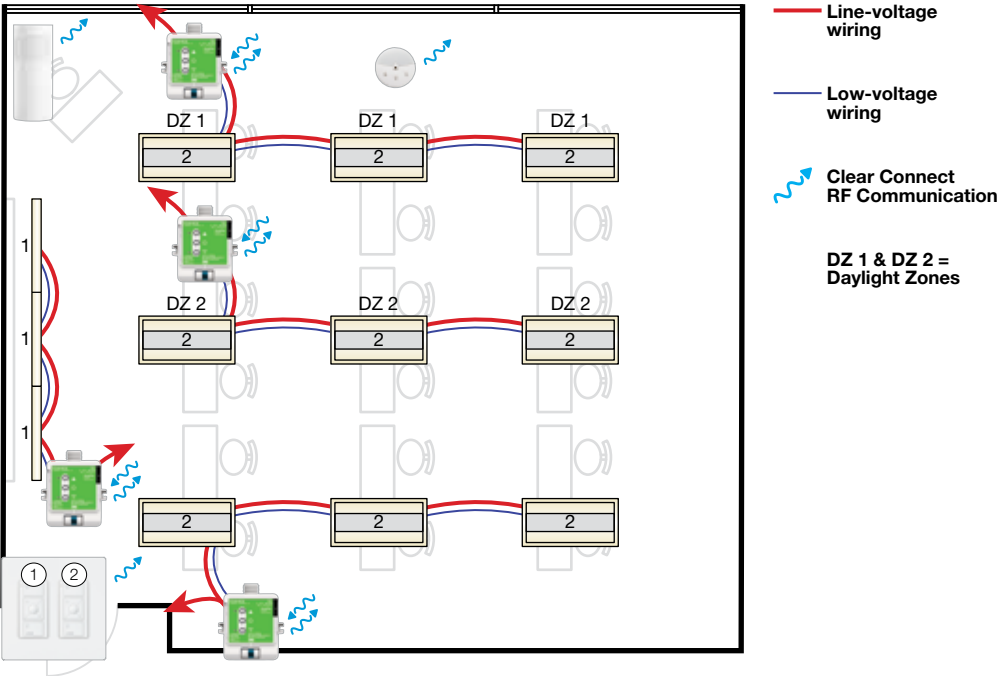 Line-voltage
wiring
Low-voltage
wiring
Clear Connect
RF Communication
DZ 1 & DZ 2 =
Daylight Zones
DZ 1 DZ 1 DZ 1
2 2 2
1
DZ 2 DZ 2 DZ 2
1 2 2 2
1
2 2 2
1 2